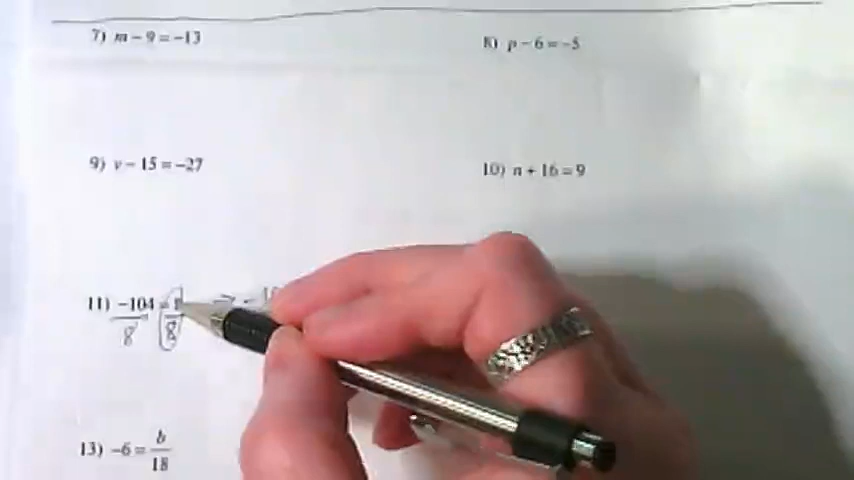 7) m − 9 = −13
8) p − 6 = −5
9) v − 15 = −27
10) n + 16 = 9
11) −104 =
8 8
13) −6 = b/18